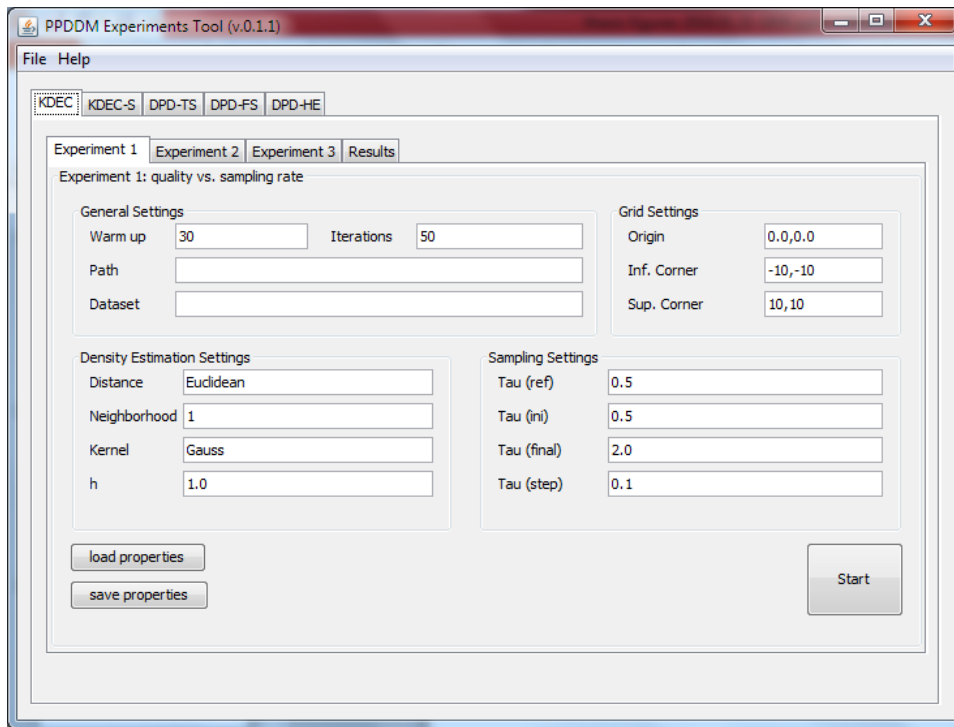 PPDDM Experiments Tool (v.0.1.1)
File Help
KDEC KDEC-S DPD-TS DPD-FS DPD-HE
Experiment 1 Experiment 2 Experiment 3 Results
Experiment 1: quality vs. sampling rate
General Settings
Warm up 30 Iterations 50
Path
Dataset
Grid Settings
Origin 0.0,0.0
Inf. Corner -10,-10
Sup. Corner 10,10
Density Estimation Settings
Distance Euclidean
Neighborhood 1
Kernel Gauss
h 1.0
Sampling Settings
Tau (ref) 0.5
Tau (ini) 0.5
Tau (final) 2.0
Tau (step) 0.1
load properties
save properties
Start